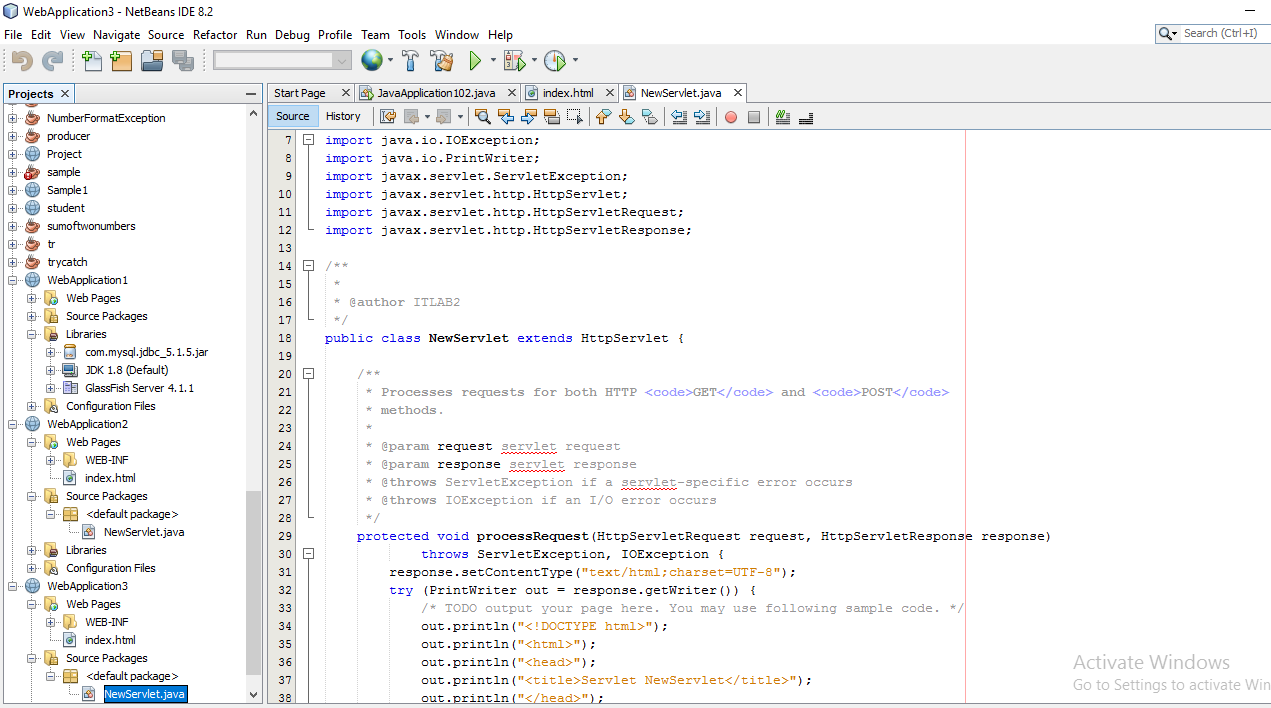 WebApplication3 - NetBeans IDE 8.2
File Edit View Navigate Source Refactor Run Debug Profile Team Tools Window Help
Search (Ctrl+I)
Projects
NumberFormatException
producer
Project
sample
Sample1
student
sumoftwonumbers
tr
trycatch
WebApplication1
Web Pages
Source Packages
Libraries
com.mysql.jdbc_5.1.5.jar
JDK 1.8 (Default)
GlassFish Server 4.1.1
Configuration Files
WebApplication2
Web Pages
WEB-INF
index.html
Source Packages
<default package>
NewServlet.java
Libraries
Configuration Files
WebApplication3
Web Pages
WEB-INF
index.html
Source Packages
<default package>
NewServlet.java
Start Page JavaApplication102.java index.html NewServlet.java
Source History
7 import java.io.IOException;
8 import java.io.PrintWriter;
9 import javax.servlet.ServletException;
10 import javax.servlet.http.HttpServlet;
11 import javax.servlet.http.HttpServletRequest;
12 import javax.servlet.http.HttpServletResponse;
13
14 /**
15 *
16 * @author ITLAB2
17 */
18 public class NewServlet extends HttpServlet {
19
20 /**
21 * Processes requests for both HTTP <code>GET</code> and <code>POST</code>
22 * methods.
23 *
24 * @param request servlet request
25 * @param response servlet response
26 * @throws ServletException if a servlet-specific error occurs
27 * @throws IOException if an I/O error occurs
28 */
29 protected void processRequest(HttpServletRequest request, HttpServletResponse response)
30 throws ServletException, IOException {
31 response.setContentType("text/html;charset=UTF-8");
32 try (PrintWriter out = response.getWriter()) {
33 /* TODO output your page here. You may use following sample code. */
34 out.println("<!DOCTYPE html>");
35 out.println("<html>");
36 out.println("<head>");
37 out.println("<title>Servlet NewServlet</title>");
38 out.println("</head>");
Activate Windows
Go to Settings to activate Win